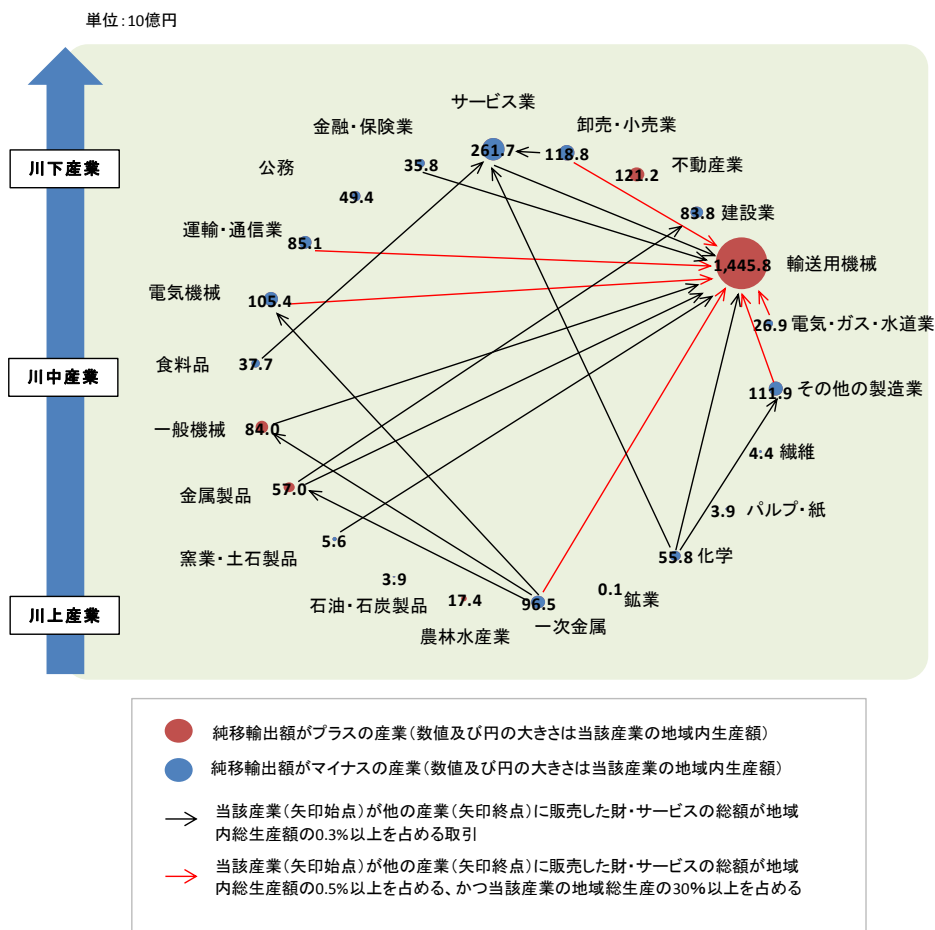 単位：10億円
サービス業
卸売・小売業
金融・保険業
261.7
118.8
川下産業
公務
35.8
不動産業
121.2
49.4
83.8
建設業
運輸・通信業
85.1
1,445.8
輸送用機械
電気機械
105.4
26.9
電気・ガス・水道業
川中産業
食料品
37.7
その他の製造業
111.9
一般機械
84.0
4.4
繊維
金属製品
57.0
3.9
パルプ・紙
窯業・土石製品
5.6
55.8
化学
3.9
石油・石炭製品
川上産業
17.4
農林水産業
96.5
一次金属
0.1
鉱業
純移輸出額がプラスの産業（数値及び円の大きさは当該産業の地域内生産額）
純移輸出額がマイナスの産業（数値及び円の大きさは当該産業の地域内生産額）
当該産業（矢印始点）が他の産業（矢印終点）に販売した財・サービスの総額が地域
内総生産額の0.3%以上を占める取引
当該産業（矢印始点）が他の産業（矢印終点）に販売した財・サービスの総額が地域
内総生産額の0.5%以上を占める、かつ当該産業の地域総生産の30％以上を占める